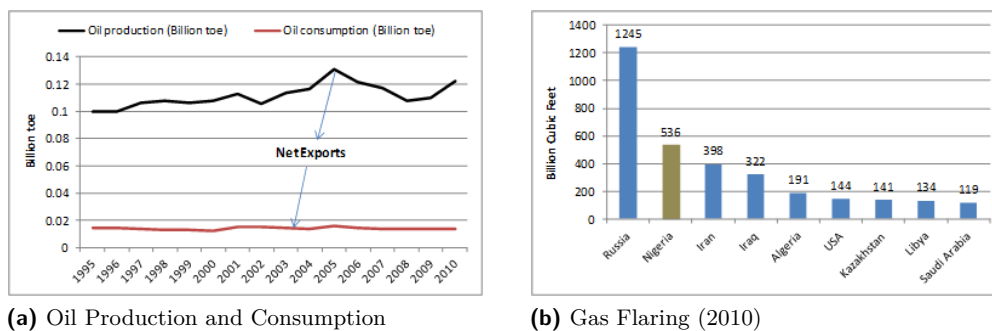 Oil production (Billion toe) Oil consumption (Billion toe)
0.14
0.12
0.1
0.08
0.06
0.04
0.02
0
Billion toe
NetExports
1995 1996 1997 1998 1999 2000 2001 2002 2003 2004 2005 2006 2007 2008 2009 2010
(a) Oil Production and Consumption
1400
1200
1000
800
600
400
200
0
Billion Cubic Feet
1245 536 398 322 191 144 141 134 119
Russia Nigeria Iran Iraq Algeria USA Kazakhstan Libya Saudi Arabia
(b) Gas Flaring (2010)